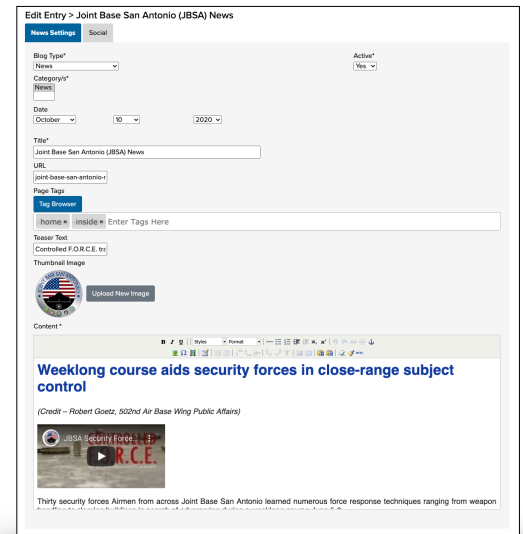 Edit Entry > Joint Base San Antonio (JBSA) News
News Settings
Social
Blog Type*
Active*
News
Yes
Category/s*
News
Date
October
10
2020
Title*
Joint Base San Antonio (JBSA) News
URL
joint-base-san-antonio-r
Page Tags
Tag Browser
home × inside × Enter Tags Here
Teaser Text
Controlled F.O.R.C.E. tra
Thumbnail Image
Upload New Image
Content *
B I U Styles Format
HTML
Weeklong course aids security forces in close-range subject
control
(Credit – Robert Goetz, 502nd Air Base Wing Public Affairs)
JBSA Security Force...
CONTROLLED
R.C.E.
Thirty security forces Airmen from across Joint Base San Antonio learned numerous force response techniques ranging from weapon